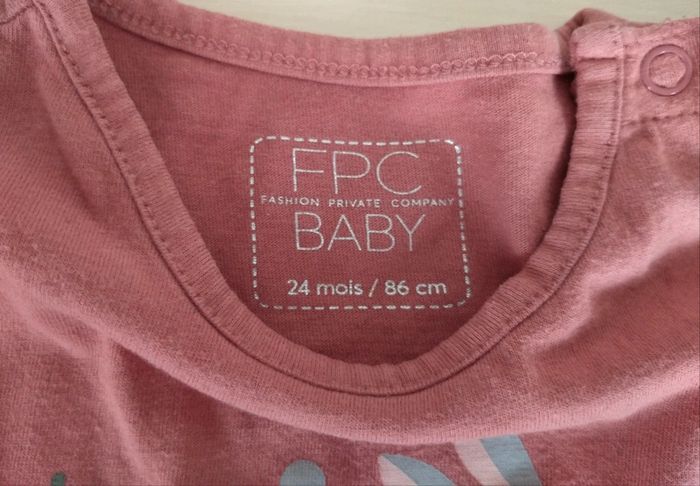 FPC
FASHION PRIVATE COMPANY
BABY
24 mois / 86 cm